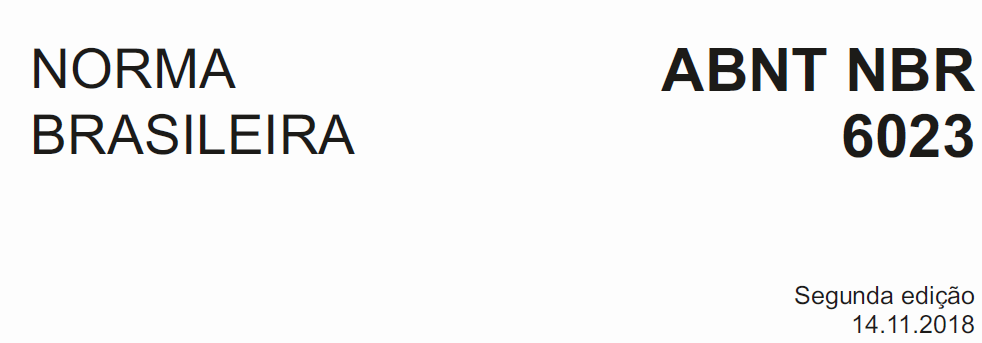 NORMA
BRASILEIRA
ABNT NBR
6023
Segunda edição
14.11.2018